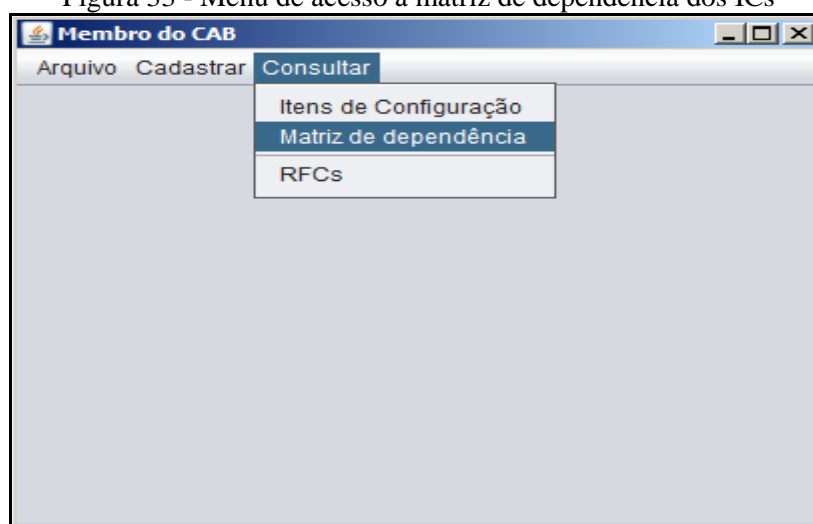 Figura 33 - Menu de acesso a matriz de dependência dos ICs
Membro do CAB
Arquivo Cadastrar Consultar
Itens de Configuração
Matriz de dependência
RFCs